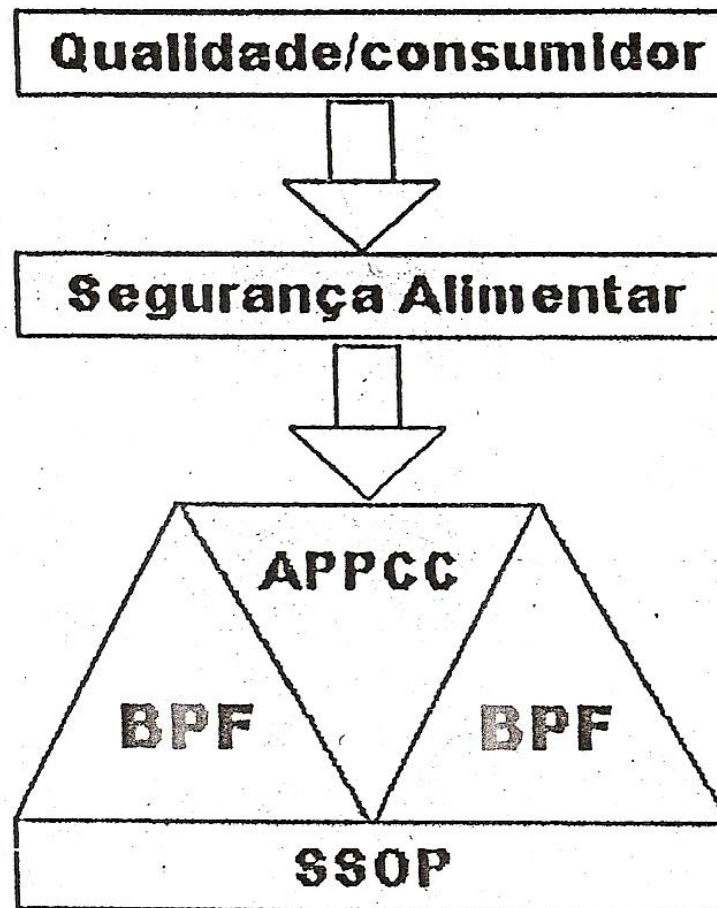 Qualidade/consumidor
Segurança Alimentar
APPCC
BPF BPF
SSOP